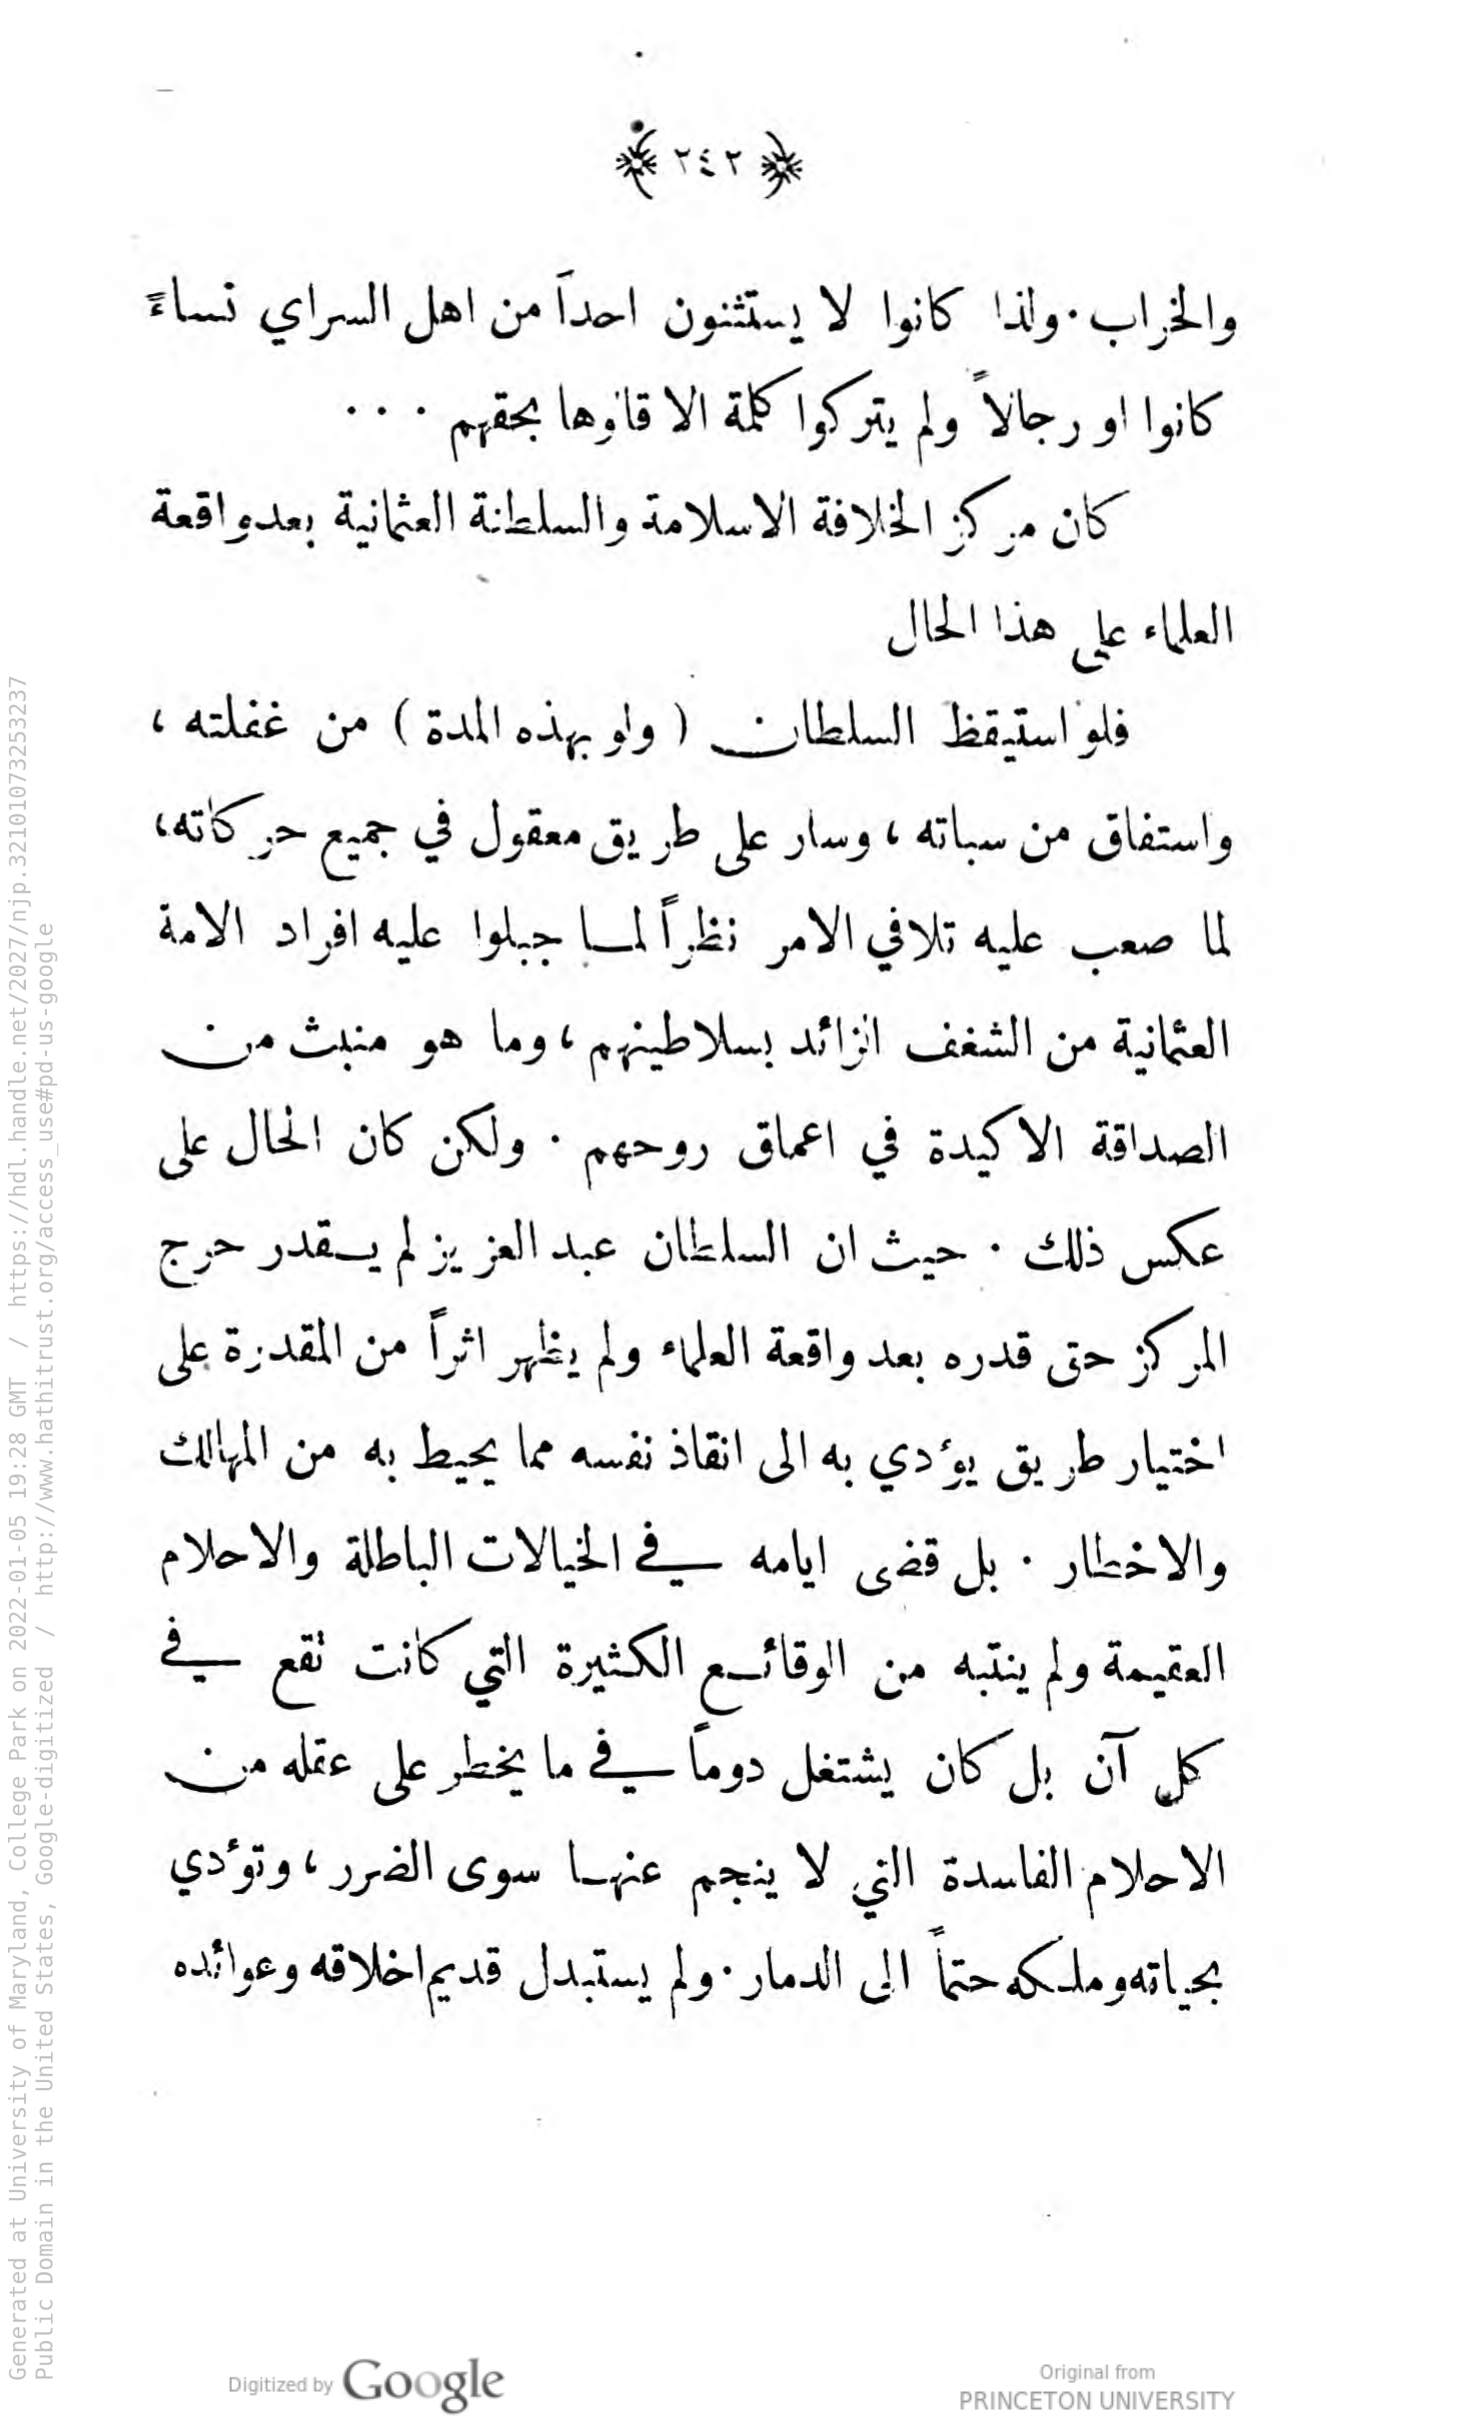 ٢٤٢
والخراب . ولذا كانوا لا يستثنون احداً من اهل السراي نساءً
كانوا او رجالاً ولم يتركوا كلمة الا قالوها بحقهم . . .
كان مركز الخلافة الاسلامة والسلطنة العثمانية بعد واقعة
العلماء على هذا الحال
فلو استيقظ السلطان ( ولو بهذه المدة ) من غفلته ،
واستفاق من سباته ، وسار على طريق معقول في جميع حركاته،
لما صعب عليه تلافي الامر نظراً لما جبلوا عليه افراد الامة
العثمانية من الشغف الزائد بسلاطينهم ، وما هو منبث من
الصداقة الاكيدة في اعماق روحهم . ولكن كان الحال على
عكس ذلك . حيث ان السلطان عبد العزيز لم يقدر حرج
المركز حتى قدره بعد واقعة العلماء ولم يظهر اثراً من المقدرة على
اختيار طريق يؤدي به الى انقاذ نفسه مما يحيط به من المهالك
والاخطار . بل قضى ايامه في الخيالات الباطلة والاحلام
العقيمة ولم ينتبه من الوقائع الكثيرة التي كانت تقع في
كل آن بل كان يشتغل دوماً في ما يخطر على عقله من
الاحلام الفاسدة التي لا ينجم عنها سوى الضرر ، وتؤدي
بحياته وملكه حتماً الى الدمار . ولم يستبدل قديم اخلاقه وعوائده
Generated at University of Maryland, College Park on 2022-01-05 19:28 GMT / https://hdl.handle.net/2027/njp.32101073253237
Public Domain in the United States, Google-digitized / http://www.hathitrust.org/access_use#pd-us-google
Digitized by Google
Original from
PRINCETON UNIVERSITY